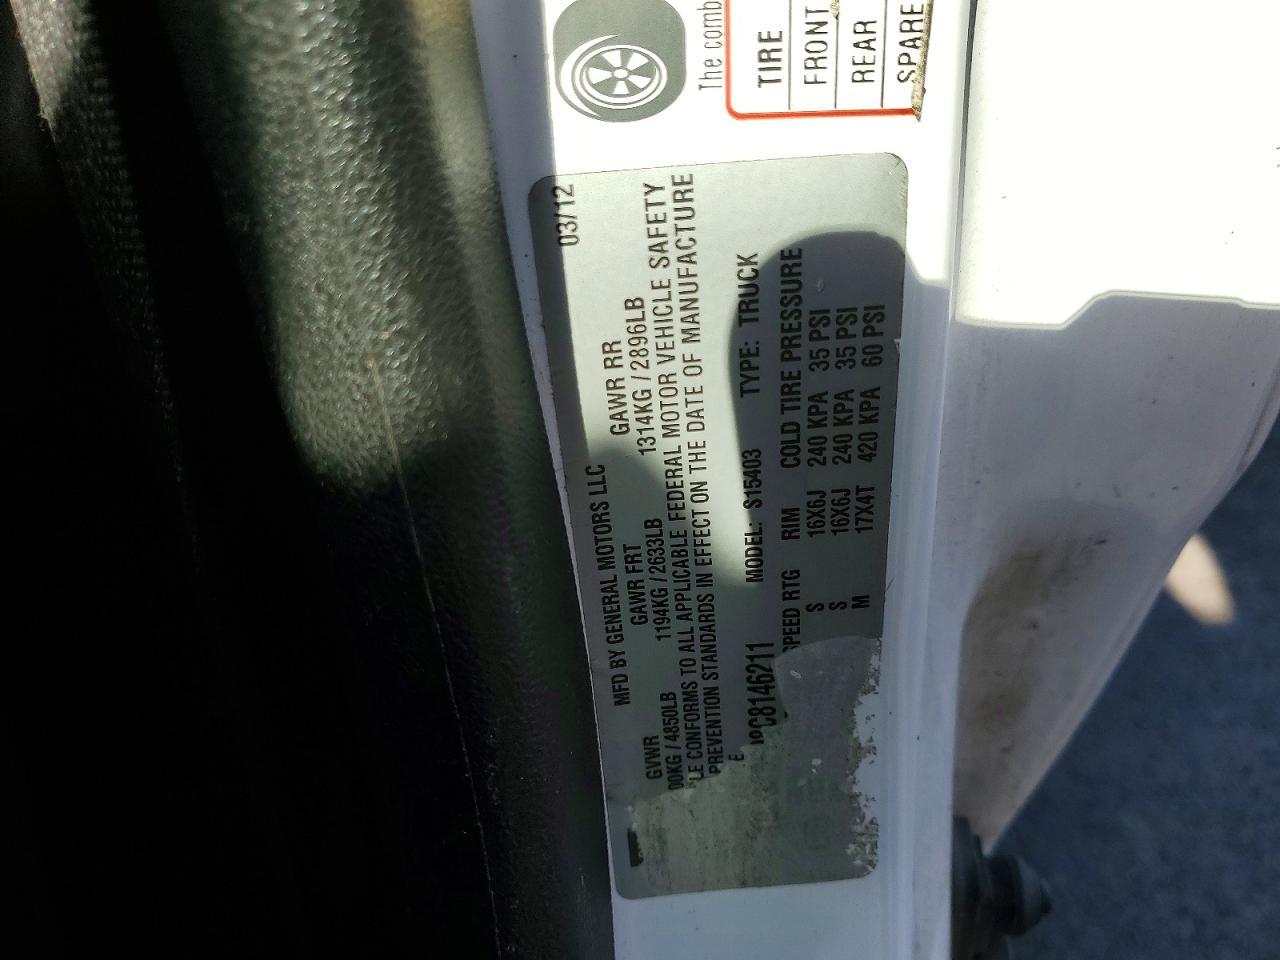 The comb
TIRE
FRONT
REAR
SPARE
03/12
MFD BY GENERAL MOTORS LLC
GVWR GAWR FRT GAWR RR
00KG / 4850LB 1194KG / 2633LB 1314KG / 2896LB
LE CONFORMS TO ALL APPLICABLE FEDERAL MOTOR VEHICLE SAFETY
PREVENTION STANDARDS IN EFFECT ON THE DATE OF MANUFACTURE
E
C8146211 MODEL: S15403 TYPE: TRUCK
SPEED RTG RIM COLD TIRE PRESSURE
S 16X6J 240 KPA 35 PSI
S 16X6J 240 KPA 35 PSI
M 17X4T 420 KPA 60 PSI